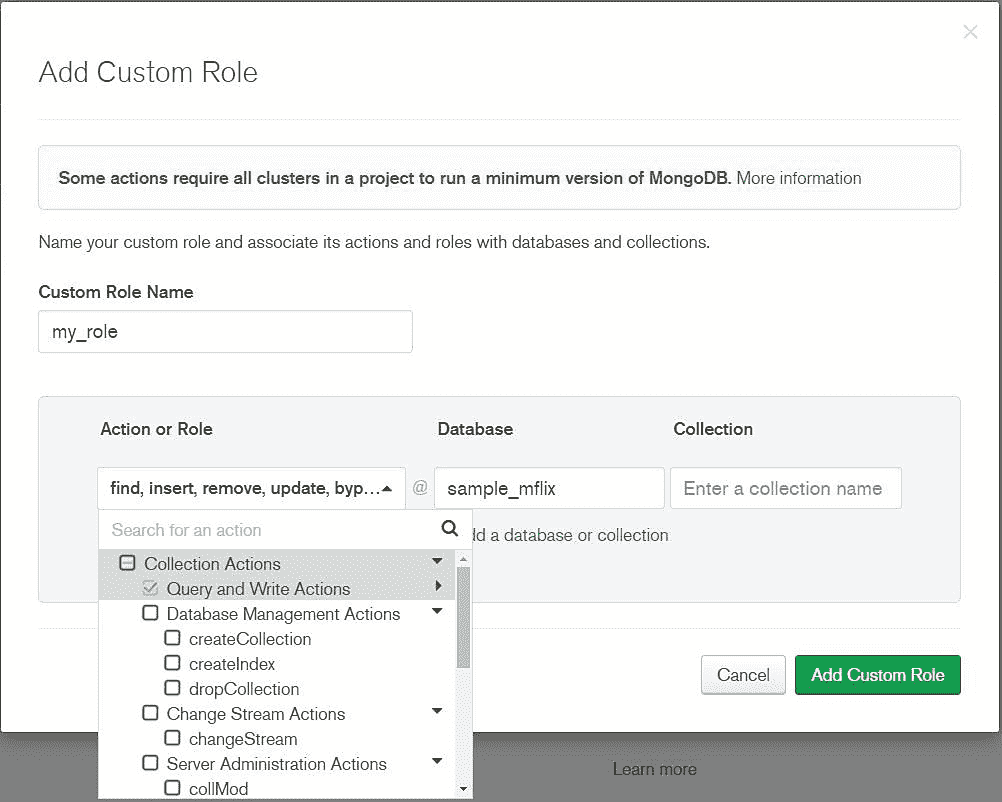 Add Custom Role
Some actions require all clusters in a project to run a minimum version of MongoDB. More information
Name your custom role and associate its actions and roles with databases and collections.
Custom Role Name
my_role
Action or Role Database Collection
find, insert, remove, update, byp... @ sample_mflix Enter a collection name
Search for an action
dd a database or collection
Collection Actions
Query and Write Actions
Database Management Actions
createCollection
createIndex
dropCollection
Change Stream Actions
changeStream
Server Administration Actions
collMod
Cancel Add Custom Role
Learn more